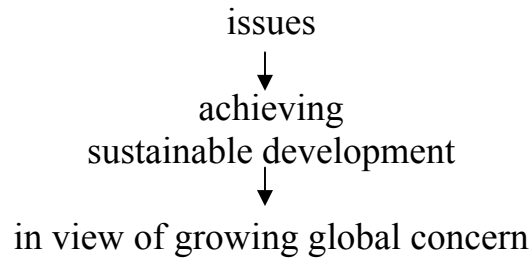 issues
achieving
sustainable development
in view of growing global concern